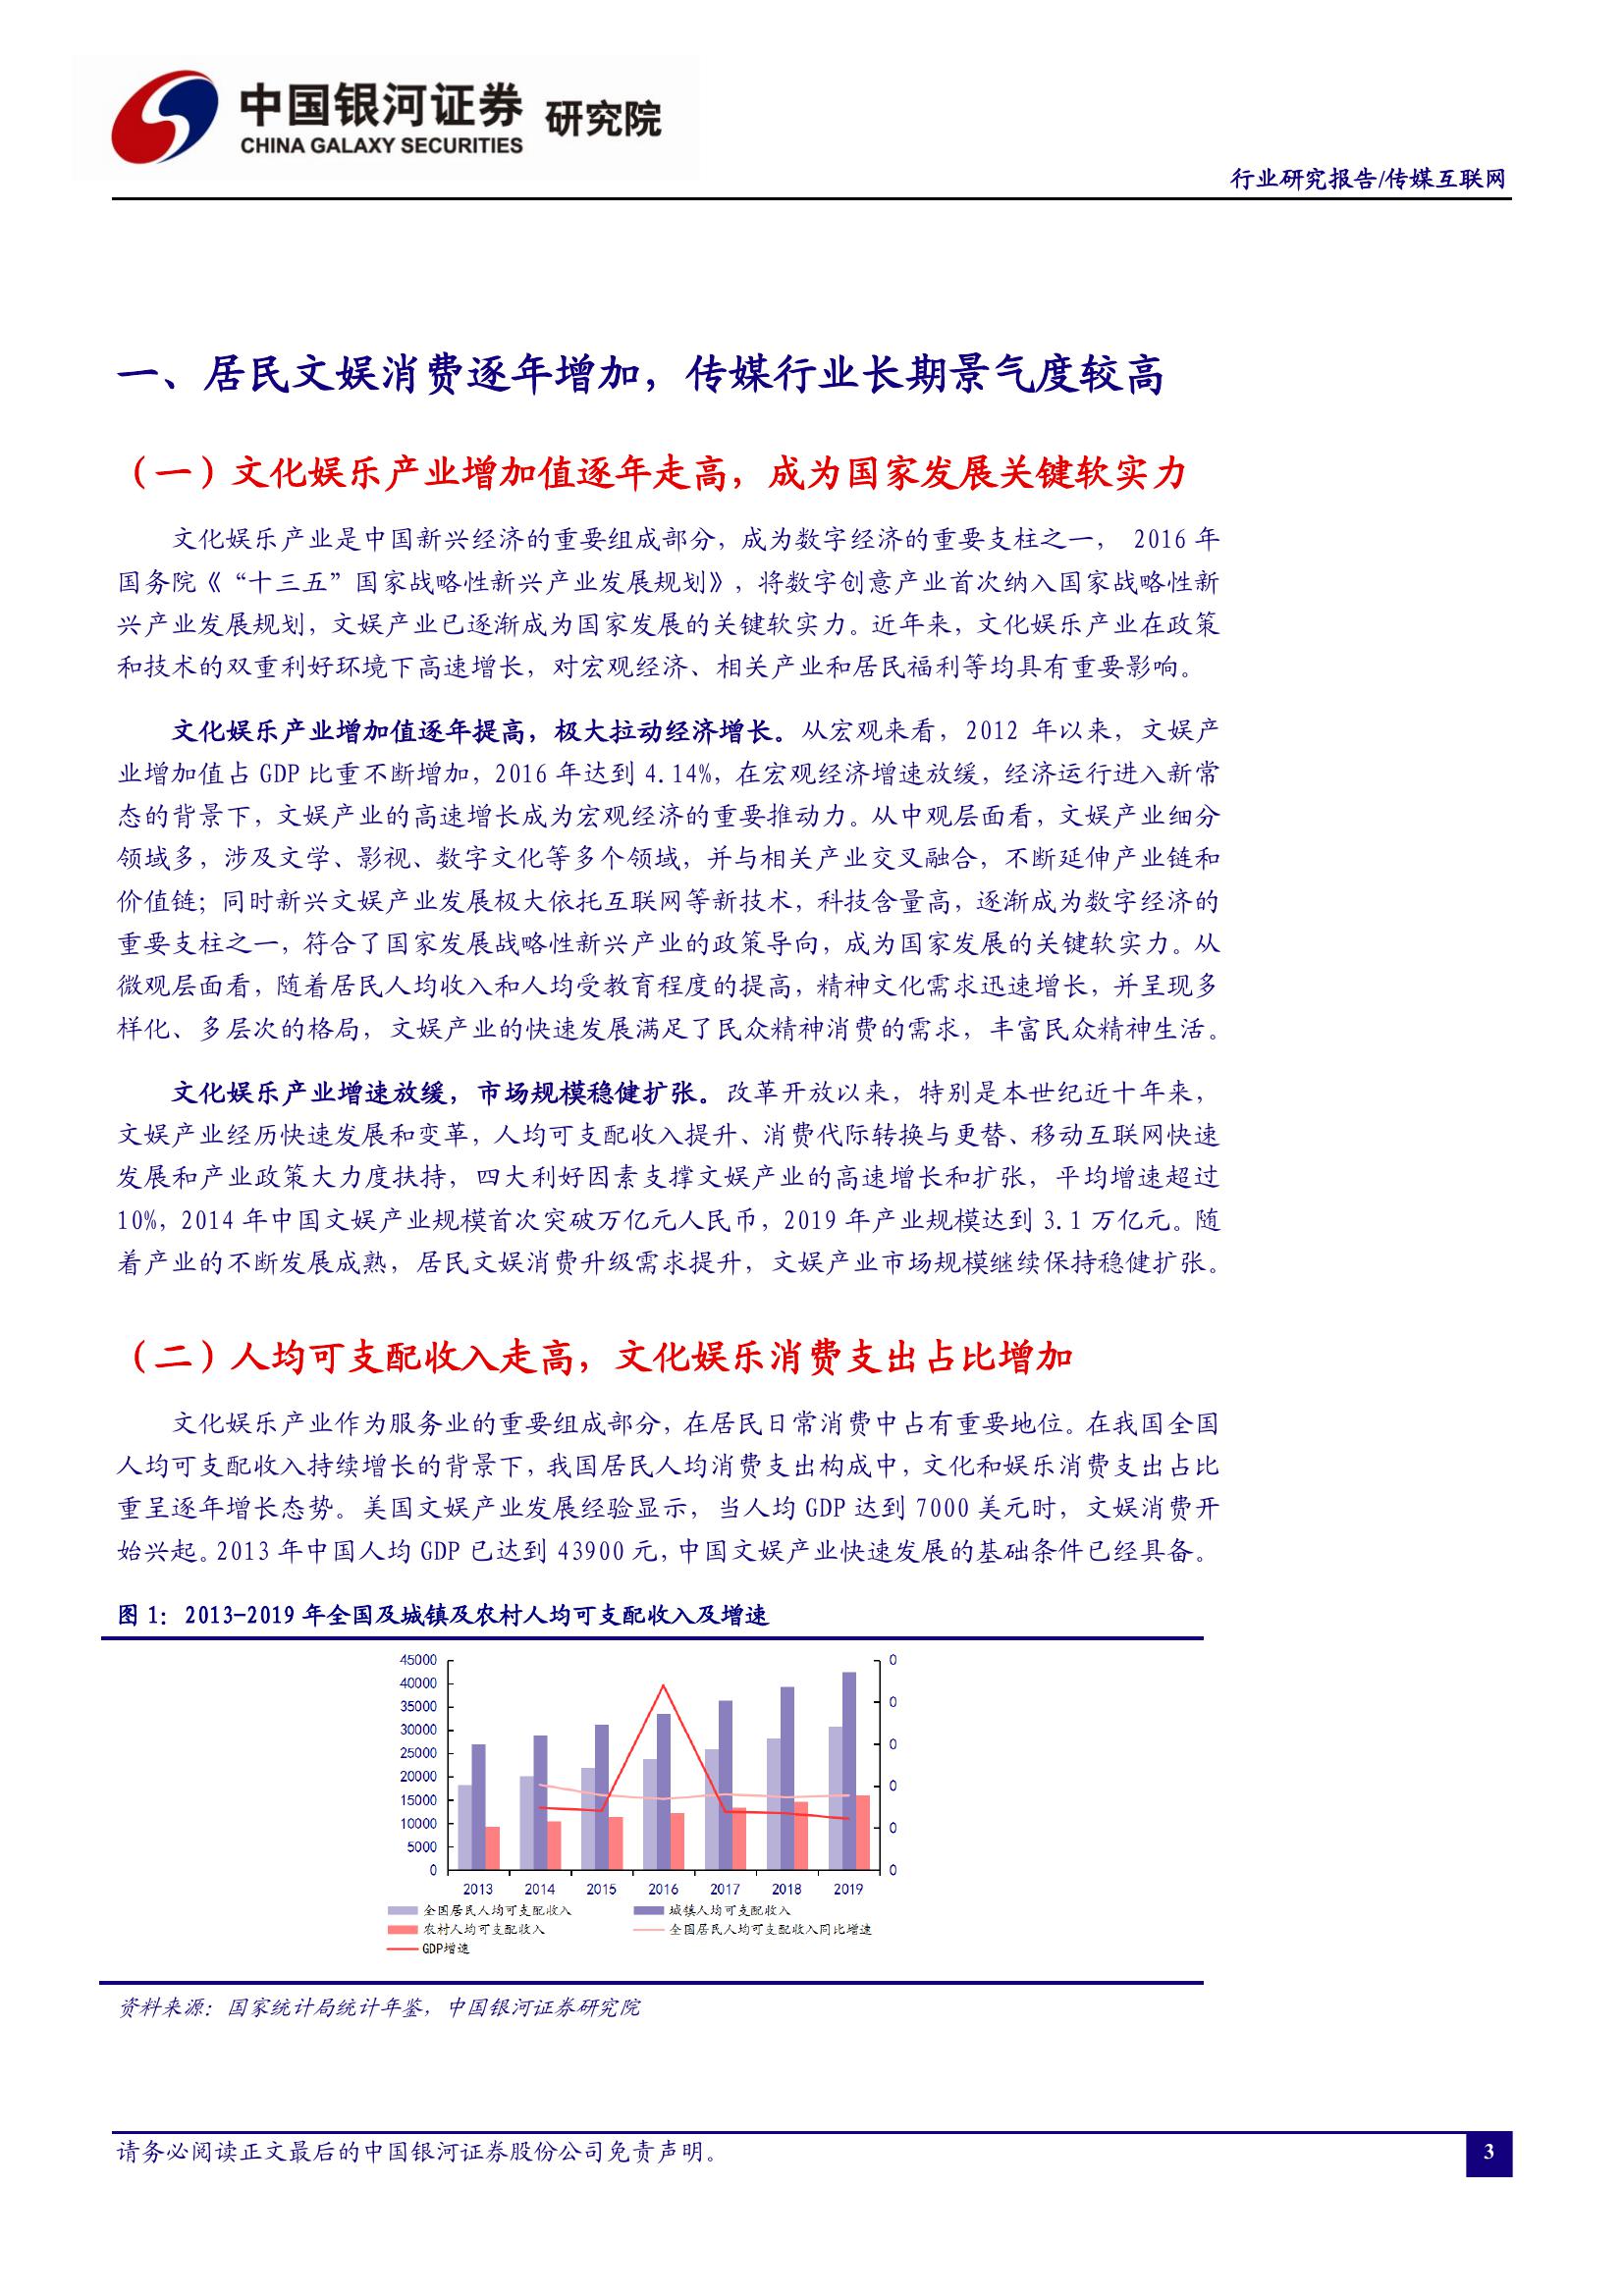 中国银河证券 研究院
CHINA GALAXY SECURITIES
行业研究报告/传媒互联网
一、居民文娱消费逐年增加，传媒行业长期景气度较高
（一）文化娱乐产业增加值逐年走高，成为国家发展关键软实力
文化娱乐产业是中国新兴经济的重要组成部分，成为数字经济的重要支柱之一， 2016 年
国务院《“十三五”国家战略性新兴产业发展规划》，将数字创意产业首次纳入国家战略性新
兴产业发展规划，文娱产业已逐渐成为国家发展的关键软实力。近年来，文化娱乐产业在政策
和技术的双重利好环境下高速增长，对宏观经济、相关产业和居民福利等均具有重要影响。
文化娱乐产业增加值逐年提高，极大拉动经济增长。从宏观来看，2012 年以来，文娱产
业增加值占 GDP 比重不断增加，2016 年达到 4.14%，在宏观经济增速放缓，经济运行进入新常
态的背景下，文娱产业的高速增长成为宏观经济的重要推动力。从中观层面看，文娱产业细分
领域多，涉及文学、影视、数字文化等多个领域，并与相关产业交叉融合，不断延伸产业链和
价值链；同时新兴文娱产业发展极大依托互联网等新技术，科技含量高，逐渐成为数字经济的
重要支柱之一，符合了国家发展战略性新兴产业的政策导向，成为国家发展的关键软实力。从
微观层面看，随着居民人均收入和人均受教育程度的提高，精神文化需求迅速增长，并呈现多
样化、多层次的格局，文娱产业的快速发展满足了民众精神消费的需求，丰富民众精神生活。
文化娱乐产业增速放缓，市场规模稳健扩张。改革开放以来，特别是本世纪近十年来，
文娱产业经历快速发展和变革，人均可支配收入提升、消费代际转换与更替、移动互联网快速
发展和产业政策大力度扶持，四大利好因素支撑文娱产业的高速增长和扩张，平均增速超过
10%，2014 年中国文娱产业规模首次突破万亿元人民币，2019 年产业规模达到 3.1 万亿元。随
着产业的不断发展成熟，居民文娱消费升级需求提升，文娱产业市场规模继续保持稳健扩张。
（二）人均可支配收入走高，文化娱乐消费支出占比增加
文化娱乐产业作为服务业的重要组成部分，在居民日常消费中占有重要地位。在我国全国
人均可支配收入持续增长的背景下，我国居民人均消费支出构成中，文化和娱乐消费支出占比
重呈逐年增长态势。美国文娱产业发展经验显示，当人均 GDP 达到 7000 美元时，文娱消费开
始兴起。2013 年中国人均 GDP 已达到 43900 元，中国文娱产业快速发展的基础条件已经具备。
图 1：2013-2019 年全国及城镇及农村人均可支配收入及增速
45000 0
40000
35000 0
30000
25000 0
20000 0
15000
10000 0
5000
0 0
2013 2014 2015 2016 2017 2018 2019
全国居民人均可支配收入 城镇人均可支配收入
农村人均可支配收入 全国居民人均可支配收入同比增速
GDP增速
资料来源：国家统计局统计年鉴，中国银河证券研究院
请务必阅读正文最后的中国银河证券股份公司免责声明。
3